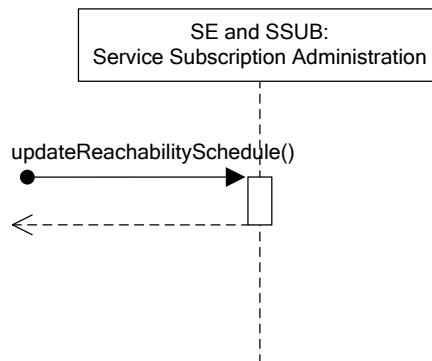 SE and SSUB:
Service Subscription Administration
updateReachabilitySchedule()